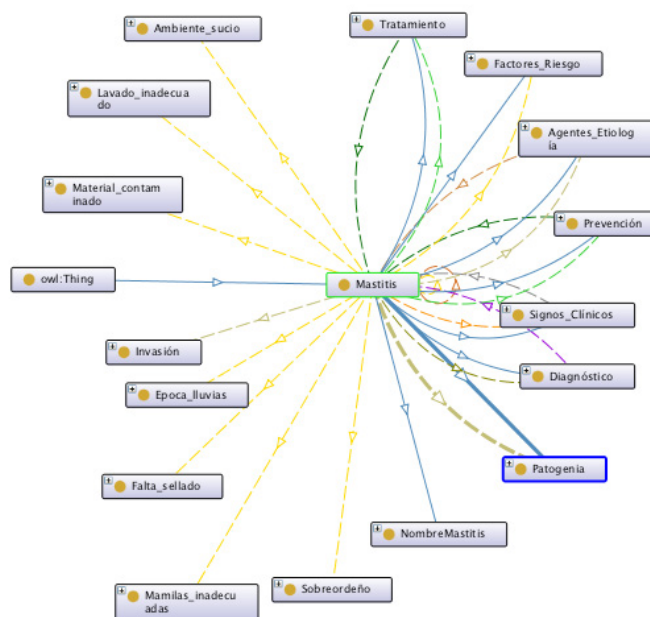 Ambiente_sucio
Tratamiento
Factores_Riesgo
Lavado_inadecua
do
Agentes_Etiolog
ía
Material_contam
inado
Prevención
owl:Thing
Mastitis
Signos_Clínicos
Invasión
Diagnóstico
Epoca_lluvias
Patogenia
Falta_sellado
NombreMastitis
Mamilas_inadecu
adas
Sobreordeño